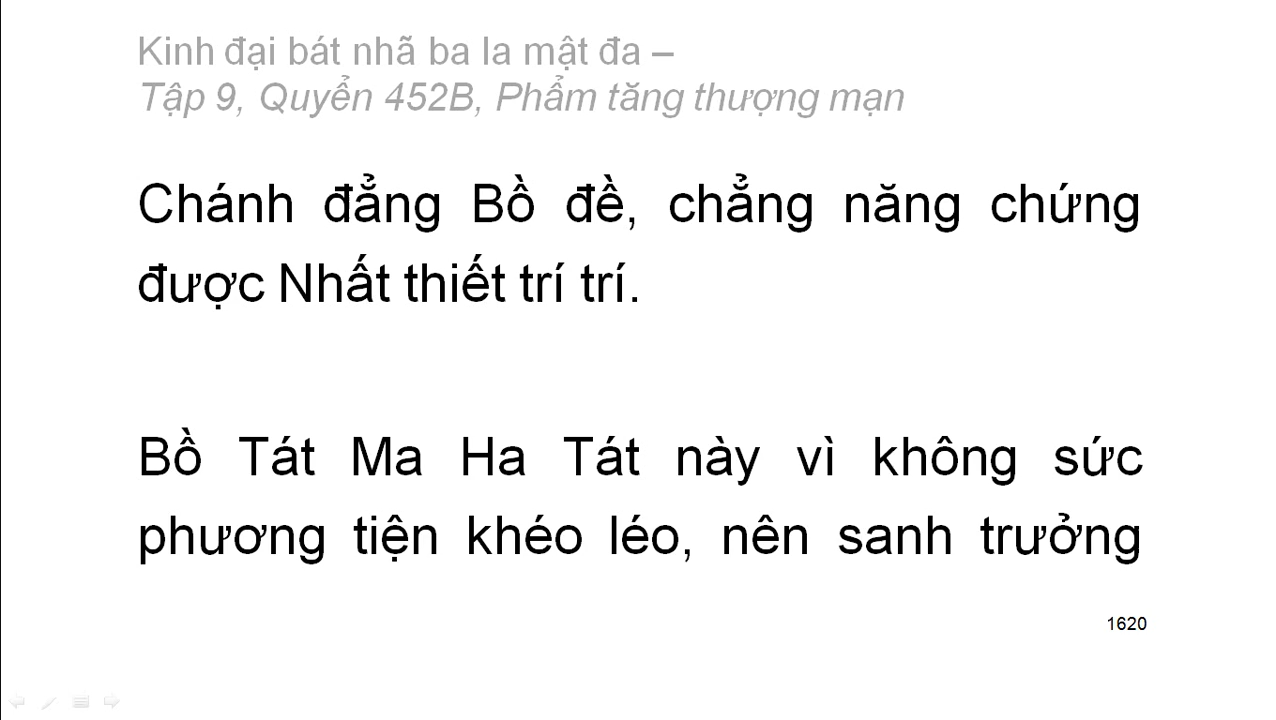 Kinh đại bát nhã ba la mật đa –
Tập 9, Quyển 452B, Phẩm tăng thượng mạn
Chánh đẳng Bồ đề, chẳng năng chứng
được Nhất thiết trí trí.
Bồ Tát Ma Ha Tát này vì không sức
phương tiện khéo léo, nên sanh trưởng
1620